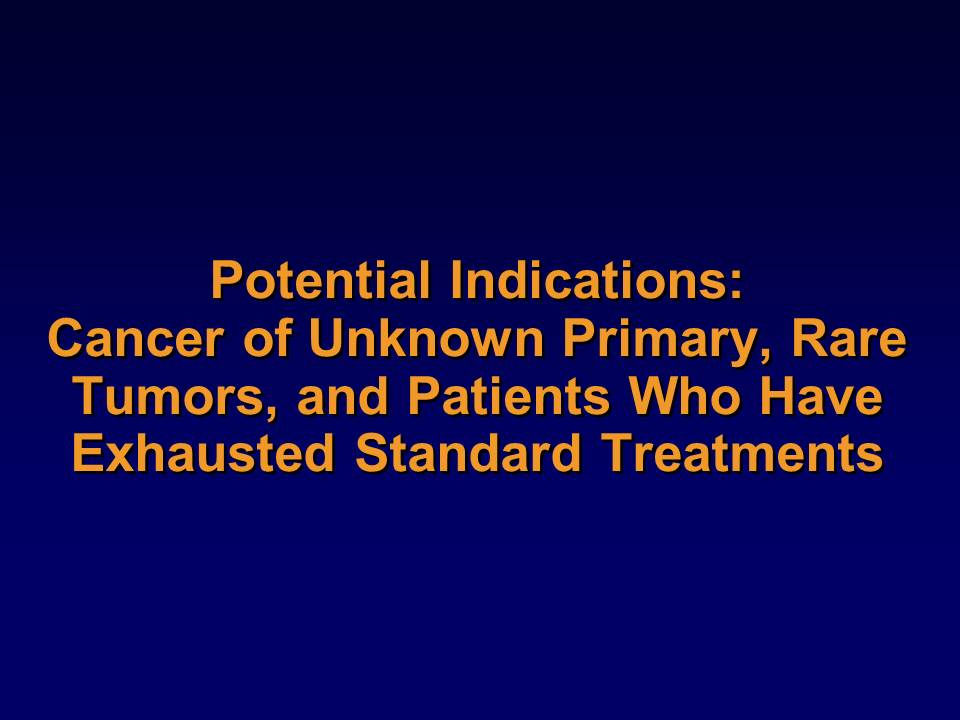 Potential Indications:
Cancer of Unknown Primary, Rare
Tumors, and Patients Who Have
Exhausted Standard Treatments